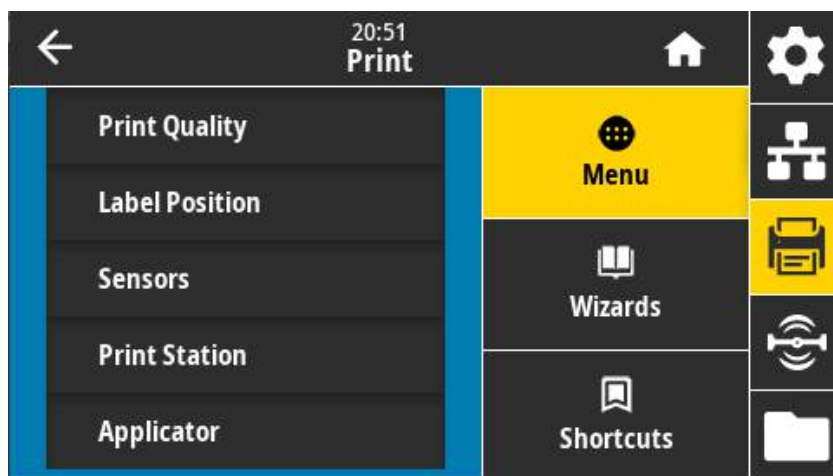 20:51
Print
Print Quality
Label Position
Sensors
Print Station
Applicator
Menu
Wizards
Shortcuts